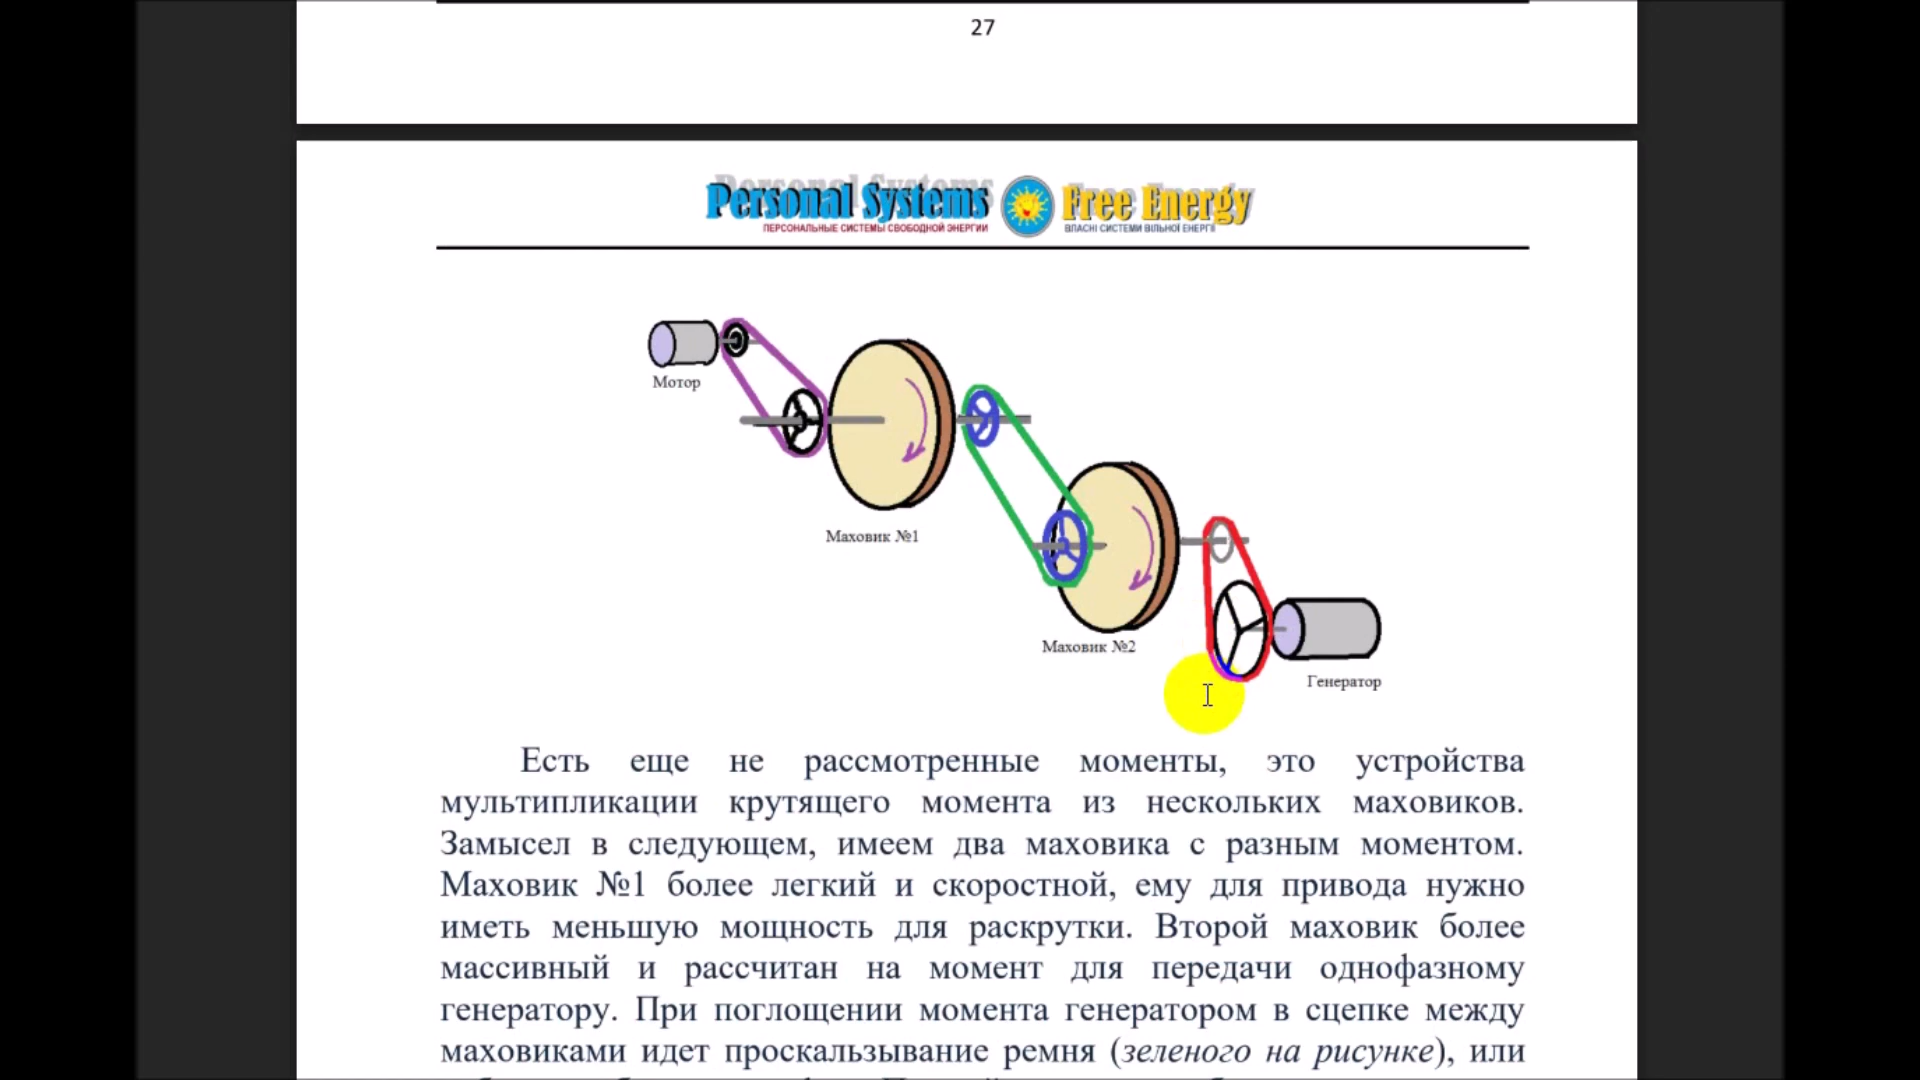 27
Personal Systems Free Energy
ПЕРСОНАЛЬНЫЕ СИСТЕМЫ СВОБОДНОЙ ЭНЕРГИИ ВЛАСНІ СИСТЕМИ ВІЛЬНОЇ ЕНЕРГІЇ
Мотор
Маховик №1
Маховик №2
Генератор
Есть еще не рассмотренные моменты, это устройства
мультипликации крутящего момента из нескольких маховиков.
Замысел в следующем, имеем два маховика с разным моментом.
Маховик №1 более легкий и скоростной, ему для привода нужно
иметь меньшую мощность для раскрутки. Второй маховик более
массивный и рассчитан на момент для передачи однофазному
генератору. При поглощении момента генератором в сцепке между
маховиками идет проскальзывание ремня (зеленого на рисунке), или